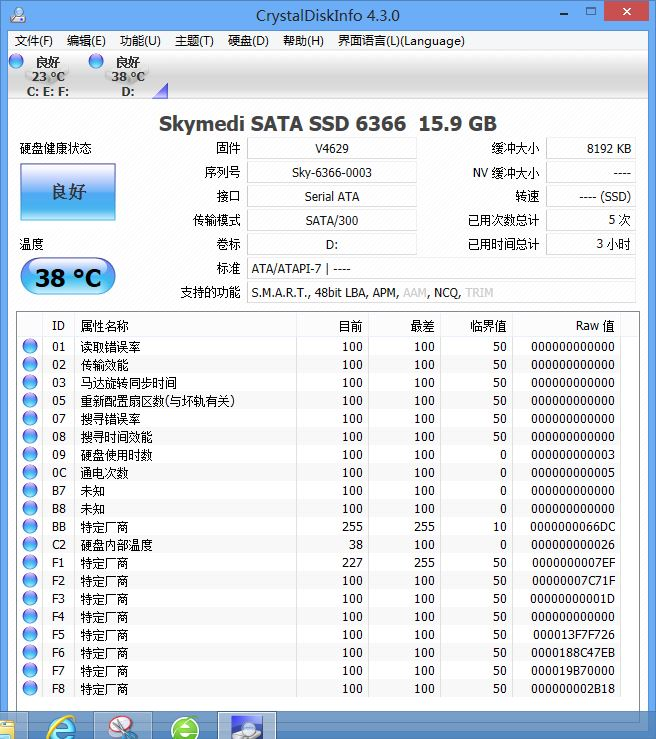 CrystalDiskInfo 4.3.0
文件(F) 编辑(E) 功能(U) 主题(T) 硬盘(D) 帮助(H) 界面语言(L)(Language)
良好 良好
23 °C 38 °C
C: E: F: D:
Skymedi SATA SSD 6366 15.9 GB
硬盘健康状态 固件 V4629 缓冲大小 8192 KB
良好 序列号 Sky-6366-0003 NV 缓冲大小 ----
接口 Serial ATA 转速 ---- (SSD)
传输模式 SATA/300 已用次数总计 5 次
温度 卷标 D: 已用时间总计 3 小时
38 °C 标准 ATA/ATAPI-7 | ----
支持的功能 S.M.A.R.T., 48bit LBA, APM, AAM, NCQ, TRIM
ID 属性名称 目前 最差 临界值 Raw 值
01 读取错误率 100 100 50 000000000000
02 传输效能 100 100 50 000000000000
03 马达旋转同步时间 100 100 50 000000000000
05 重新配置扇区数(与坏轨有关) 100 100 50 000000000000
07 搜寻错误率 100 100 50 000000000000
08 搜寻时间效能 100 100 50 000000000000
09 硬盘使用时数 100 100 0 000000000003
0C 通电次数 100 100 0 000000000005
B7 未知 100 100 50 000000000000
B8 未知 100 100 0 000000000000
BB 特定厂商 255 255 10 0000000066DC
C2 硬盘内部温度 38 100 0 000000000026
F1 特定厂商 227 255 50 0000000007EF
F2 特定厂商 100 100 50 00000007C71F
F3 特定厂商 100 100 50 00000000001D
F4 特定厂商 100 100 50 000000000000
F5 特定厂商 100 100 50 000013F7F726
F6 特定厂商 100 100 50 0000188C47EB
F7 特定厂商 100 100 50 000019B70000
F8 特定厂商 100 100 50 000000002B18